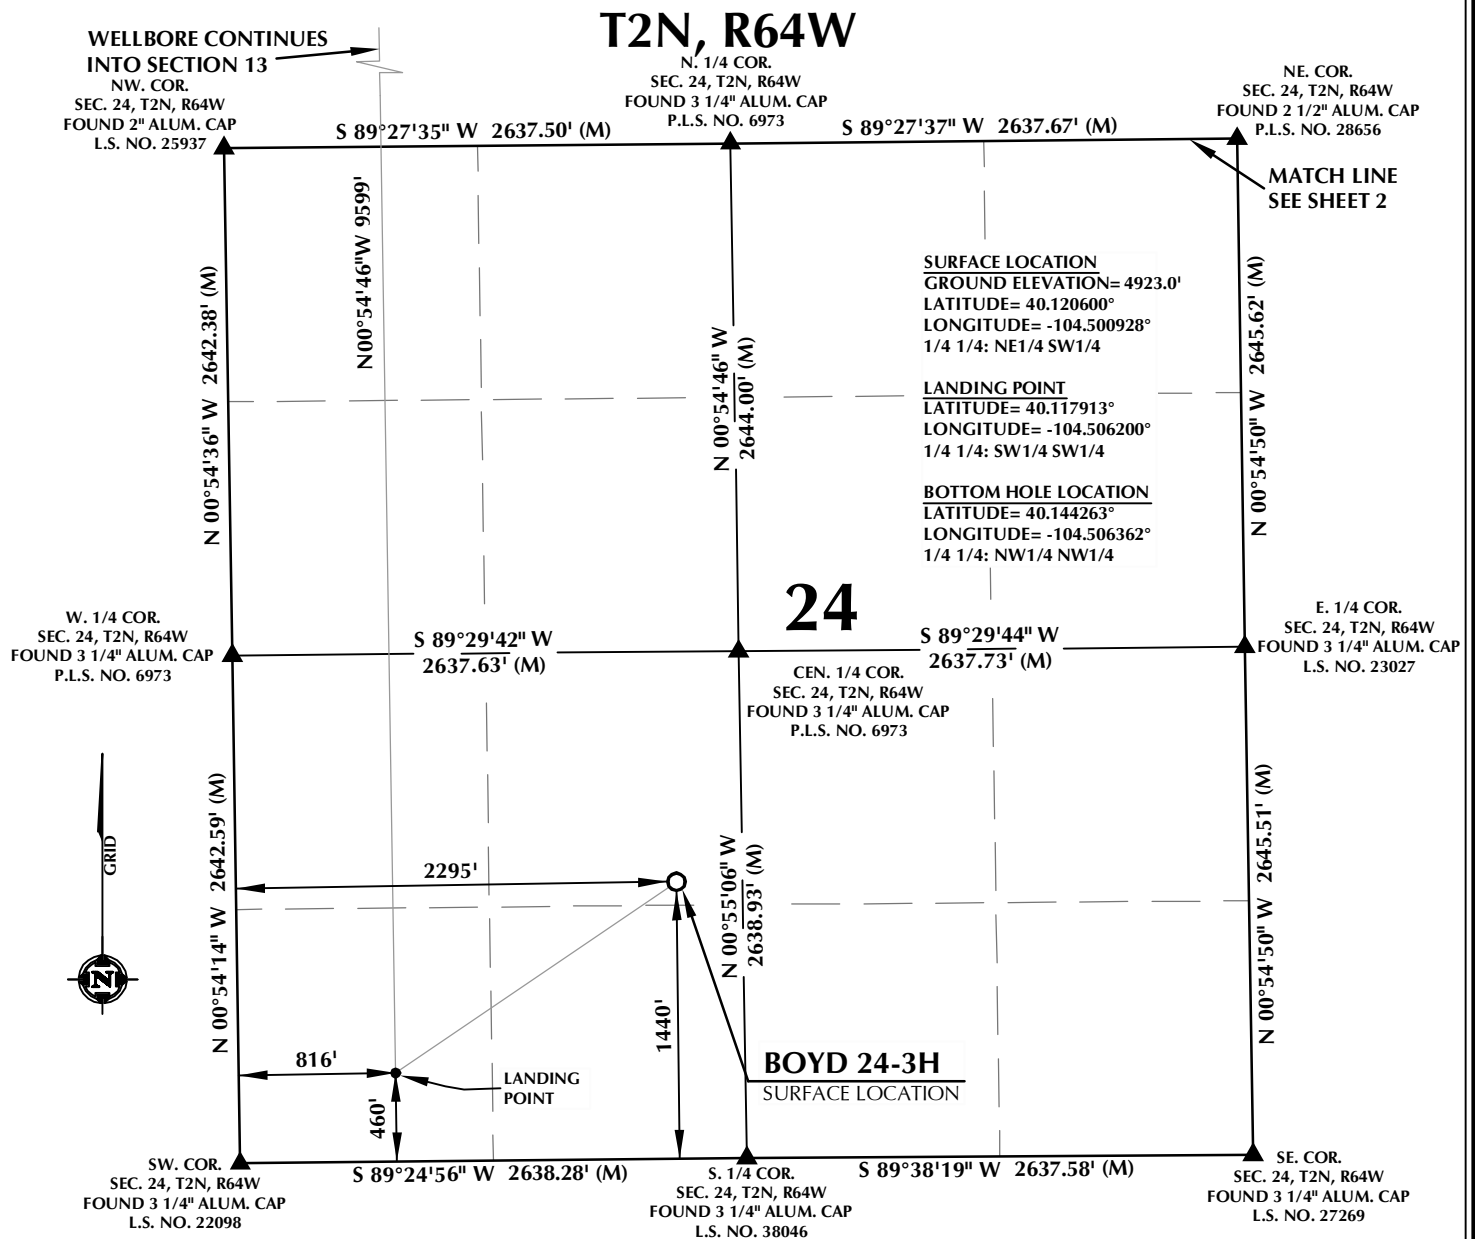 T2N, R64W
WELLBORE CONTINUES
INTO SECTION 13
NW. COR.
SEC. 24, T2N, R64W
FOUND 2" ALUM. CAP
L.S. NO. 25937
S 89°27'35" W 2637.50' (M)
N. 1/4 COR.
SEC. 24, T2N, R64W
FOUND 3 1/4" ALUM. CAP
P.L.S. NO. 6973
S 89°27'37" W 2637.67' (M)
NE. COR.
SEC. 24, T2N, R64W
FOUND 2 1/2" ALUM. CAP
P.L.S. NO. 28656
MATCH LINE
SEE SHEET 2
N00°54'46"W 9599'
N 00°54'36" W 2642.38' (M)
N 00°54'46" W
2644.00' (M)
SURFACE LOCATION
GROUND ELEVATION= 4923.0'
LATITUDE= 40.120600°
LONGITUDE= -104.500928°
1/4 1/4: NE1/4 SW1/4
LANDING POINT
LATITUDE= 40.117913°
LONGITUDE= -104.506200°
1/4 1/4: SW1/4 SW1/4
BOTTOM HOLE LOCATION
LATITUDE= 40.144263°
LONGITUDE= -104.506362°
1/4 1/4: NW1/4 NW1/4
N 00°54'50" W 2645.62' (M)
24
W. 1/4 COR.
SEC. 24, T2N, R64W
FOUND 3 1/4" ALUM. CAP
P.L.S. NO. 6973
S 89°29'42" W
2637.63' (M)
S 89°29'44" W
2637.73' (M)
CEN. 1/4 COR.
SEC. 24, T2N, R64W
FOUND 3 1/4" ALUM. CAP
P.L.S. NO. 6973
E. 1/4 COR.
SEC. 24, T2N, R64W
FOUND 3 1/4" ALUM. CAP
L.S. NO. 23027
GRID
N
N 00°54'14" W 2642.59' (M)
2295'
N 00°55'06" W
2638.93' (M)
N 00°54'50" W 2645.51' (M)
1440'
816'
460'
LANDING
POINT
BOYD 24-3H
SURFACE LOCATION
SW. COR.
SEC. 24, T2N, R64W
FOUND 3 1/4" ALUM. CAP
L.S. NO. 22098
S 89°24'56" W 2638.28' (M)
S. 1/4 COR.
SEC. 24, T2N, R64W
FOUND 3 1/4" ALUM. CAP
L.S. NO. 38046
S 89°38'19" W 2637.58' (M)
SE. COR.
SEC. 24, T2N, R64W
FOUND 3 1/4" ALUM. CAP
L.S. NO. 27269